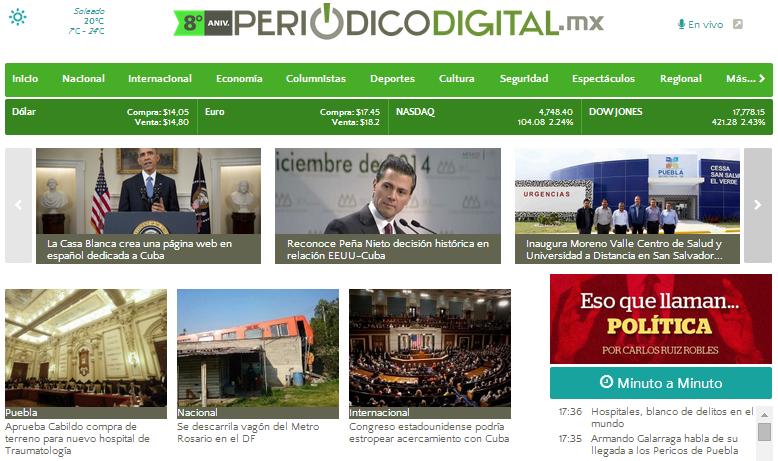 Soleado
20°C
7°C - 24°C
8° ANIV. PERIÓDICODIGITAL.mx
En vivo
Inicio Nacional Internacional Economía Columnistas Deportes Cultura Seguridad Espectáculos Regional Más...
Dólar Compra: $14,05 Euro Compra: $17.45 NASDAQ 4,748.40 DOW JONES 17,778.15
Venta: $14,80 Venta: $18.2 104.08 2.24% 421.28 2.43%
iciembre de 2014
MÉXICO
URGENCIAS
PUEBLA
CESSA
SAN SALV
EL VERDE
La Casa Blanca crea una página web en
español dedicada a Cuba
Reconoce Peña Nieto decisión histórica en
relación EEUU-Cuba
Inaugura Moreno Valle Centro de Salud y
Universidad a Distancia en San Salvador...
Puebla
Aprueba Cabildo compra de
terreno para nuevo hospital de
Traumatología
Nacional
Se descarrila vagón del Metro
Rosario en el DF
Internacional
Congreso estadounidense podría
estropear acercamiento con Cuba
Eso que llaman...
POLÍTICA
POR CARLOS RUIZ ROBLES
Minuto a Minuto
17:36 Hospitales, blanco de delitos en el
mundo
17:35 Armando Galarraga habla de su
llegada a los Pericos de Puebla